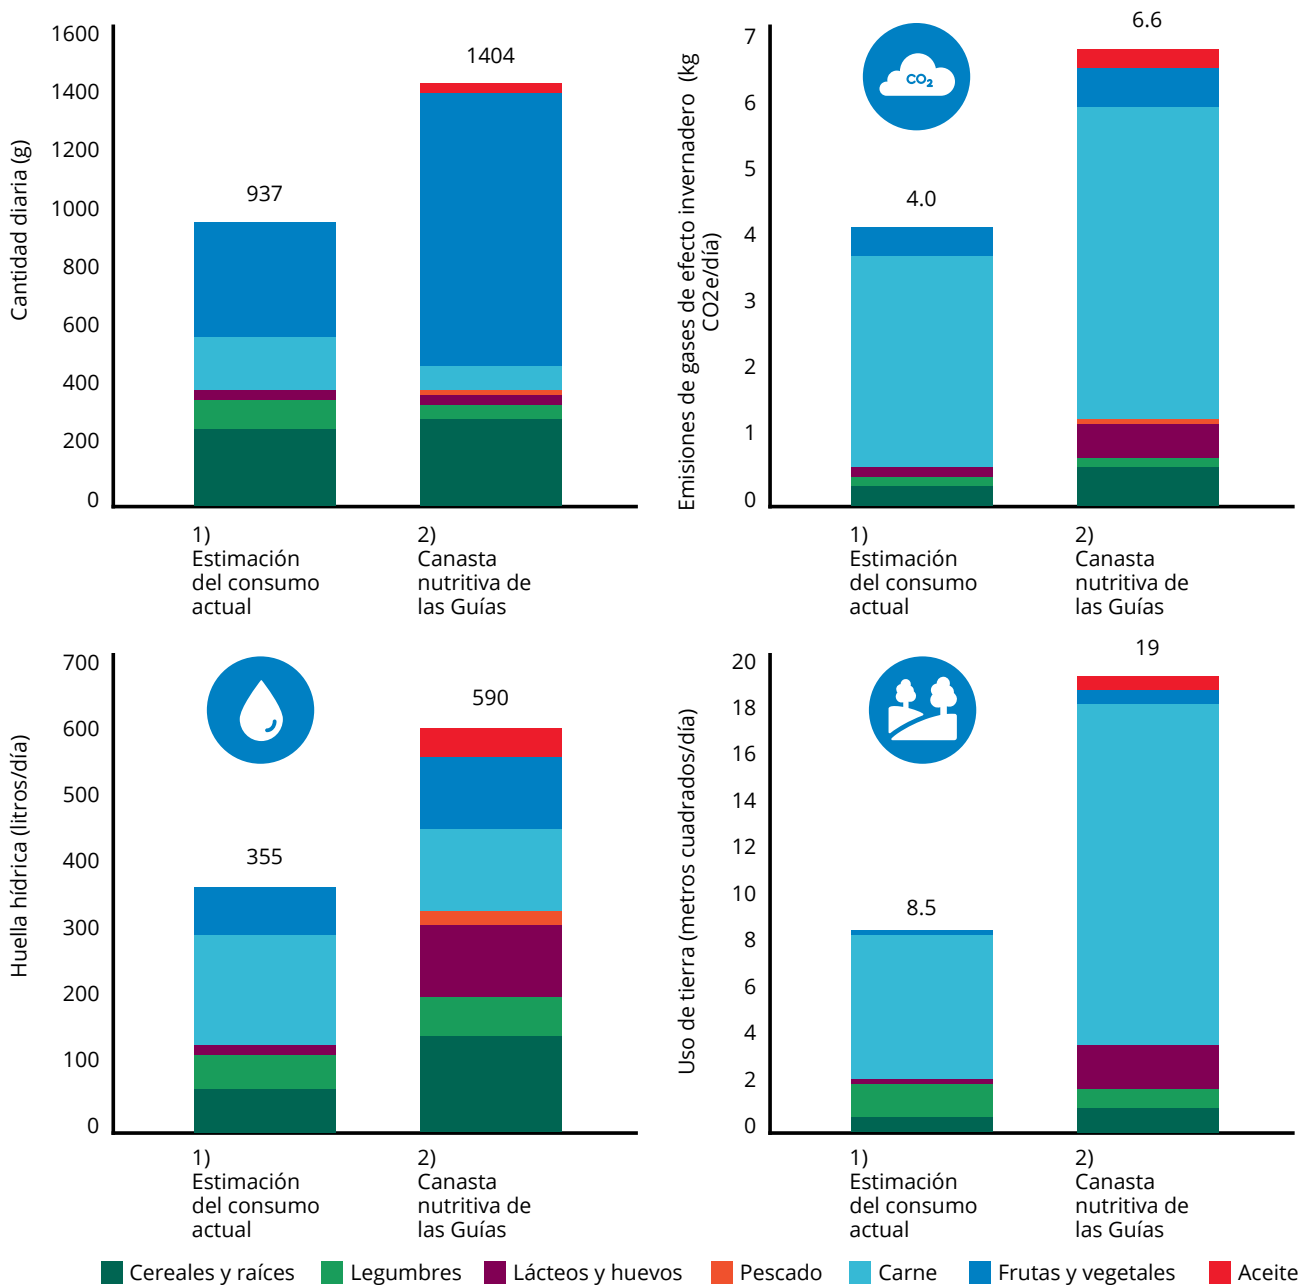 1600
1400
1200
1000
800
600
400
200
0
Cantidad diaria (g)
937
1404
1)
Estimación
del consumo
actual
2)
Canasta
nutritiva de
las Guías
7
6
5
4
3
2
1
0
Emisiones de gases de efecto invernadero (kg
CO2e/día)
CO2
4.0
6.6
1)
Estimación
del consumo
actual
2)
Canasta
nutritiva de
las Guías
700
600
500
400
300
200
100
0
Huella hídrica (litros/día)
355
590
1)
Estimación
del consumo
actual
2)
Canasta
nutritiva de
las Guías
20
18
16
14
12
10
8
6
4
2
0
Uso de tierra (metros cuadrados/día)
8.5
19
1)
Estimación
del consumo
actual
2)
Canasta
nutritiva de
las Guías
Cereales y raíces Legumbres Lácteos y huevos Pescado Carne Frutas y vegetales Aceite